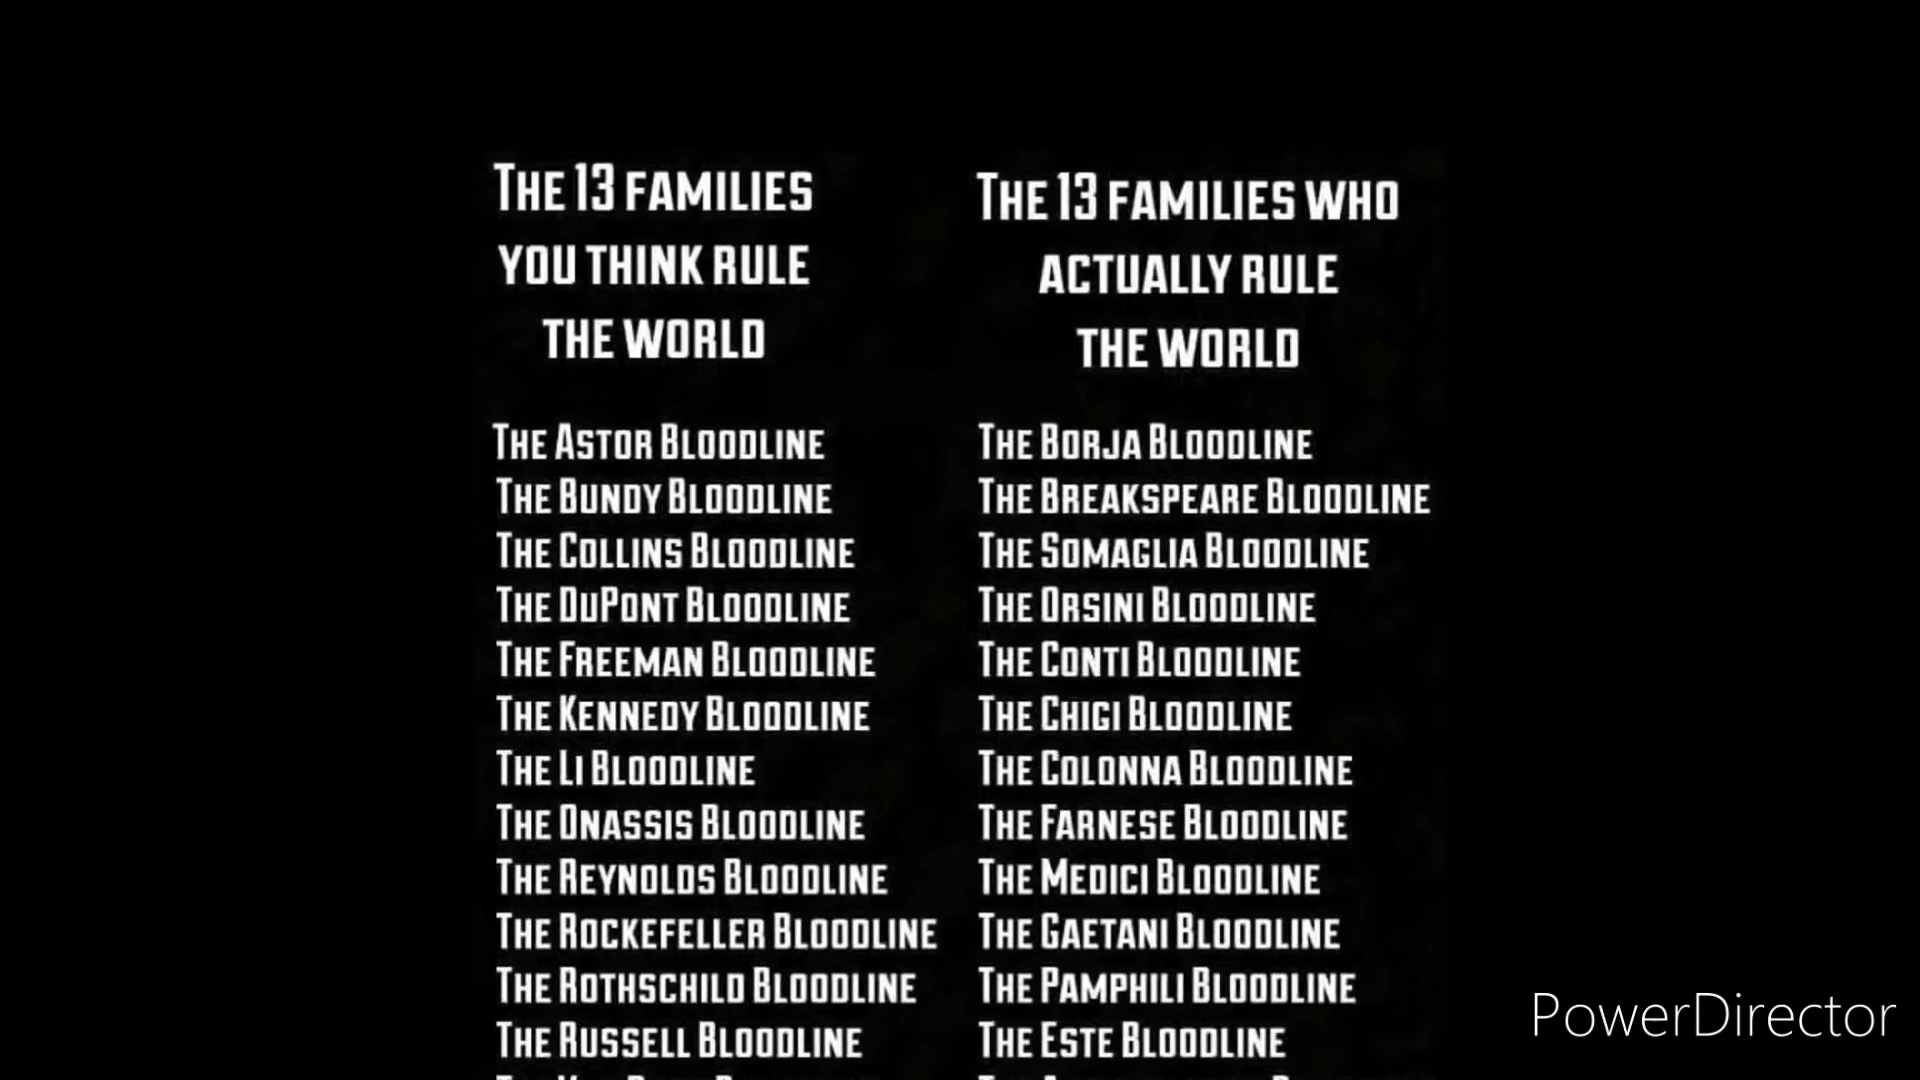 The 13 families
you think rule
the world
The Astor Bloodline
The Bundy Bloodline
The Collins Bloodline
The DuPont Bloodline
The Freeman Bloodline
The Kennedy Bloodline
The Li Bloodline
The Onassis Bloodline
The Reynolds Bloodline
The Rockefeller Bloodline
The Rothschild Bloodline
The Russell Bloodline
The 13 families who
actually rule
the world
The Borja Bloodline
The Breakspeare Bloodline
The Somaglia Bloodline
The Orsini Bloodline
The Conti Bloodline
The Chigi Bloodline
The Colonna Bloodline
The Farnese Bloodline
The Medici Bloodline
The Gaetani Bloodline
The Pamphili Bloodline
The Este Bloodline
PowerDirector